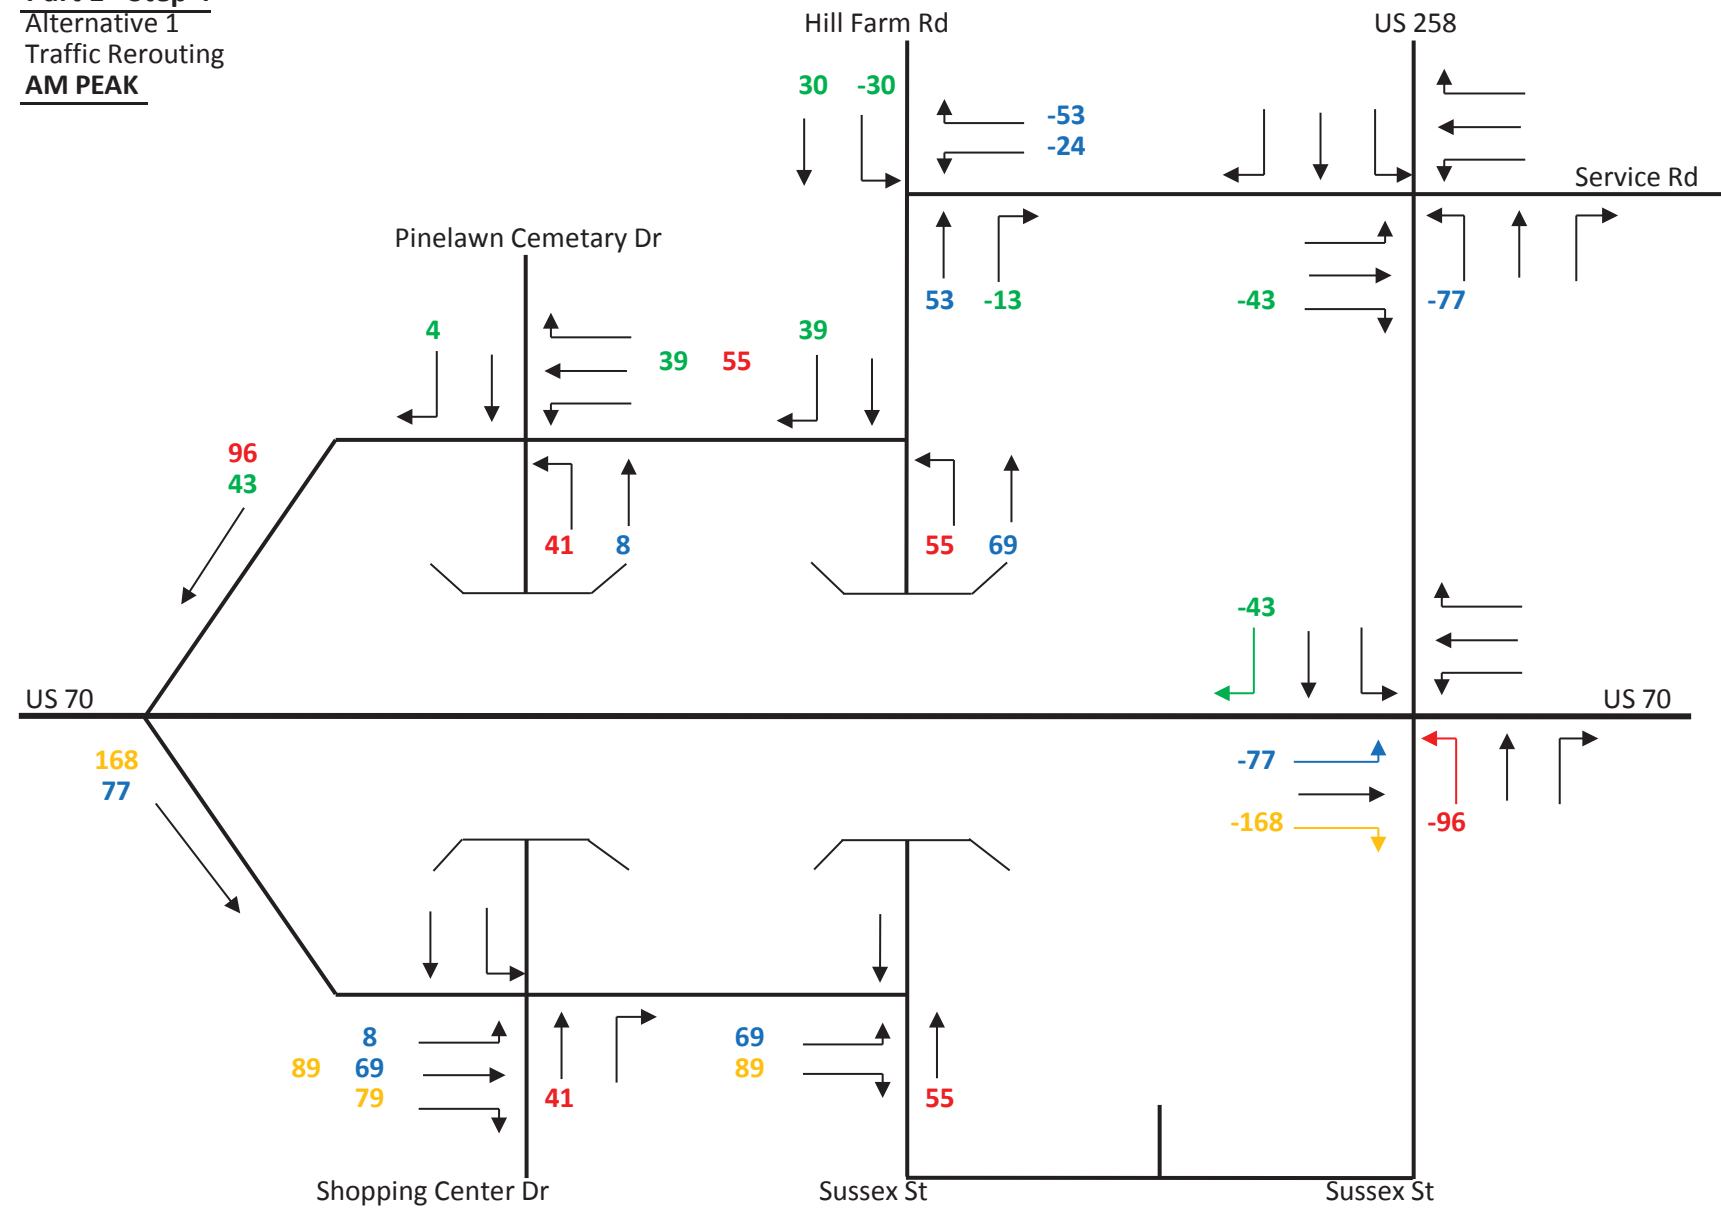 Alternative 1
Traffic Rerouting
AM PEAK
Hill Farm Rd
US 258
30 -30
-53
-24
Service Rd
Pinelawn Cemetary Dr
53 -13
-43
-77
4
39 55
39
96
43
41 8
55 69
-43
US 70
US 70
168
77
-77
-168
-96
8
89 69
79
41
69
89
55
Shopping Center Dr
Sussex St
Sussex St